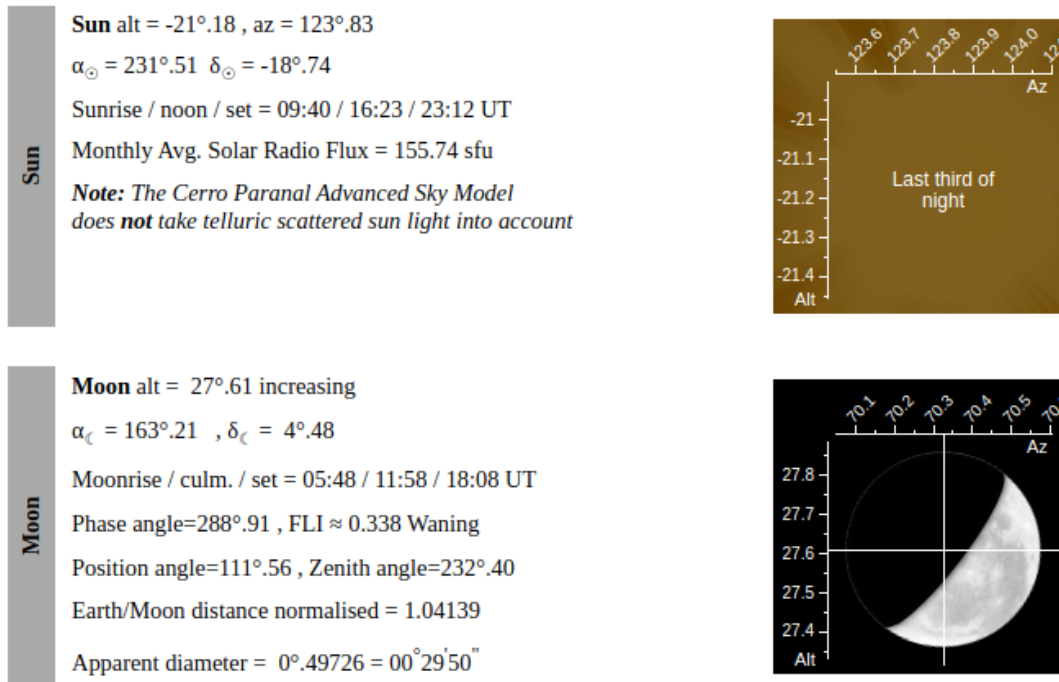 Sun
Sun alt = -21°.18 , az = 123°.83
α☉ = 231°.51 δ☉ = -18°.74
Sunrise / noon / set = 09:40 / 16:23 / 23:12 UT
Monthly Avg. Solar Radio Flux = 155.74 sfu
Note: The Cerro Paranal Advanced Sky Model
does not take telluric scattered sun light into account
123.6 123.7 123.8 123.9 124.0
Az
-21
-21.1
-21.2
-21.3
-21.4
Alt
Last third of
night
Moon
Moon alt = 27°.61 increasing
α☾ = 163°.21 , δ☾ = 4°.48
Moonrise / culm. / set = 05:48 / 11:58 / 18:08 UT
Phase angle=288°.91 , FLI ≈ 0.338 Waning
Position angle=111°.56 , Zenith angle=232°.40
Earth/Moon distance normalised = 1.04139
Apparent diameter = 0°.49726 = 00°29'50"
70.1 70.2 70.3 70.4 70.5
Az
27.8
27.7
27.6
27.5
27.4
Alt